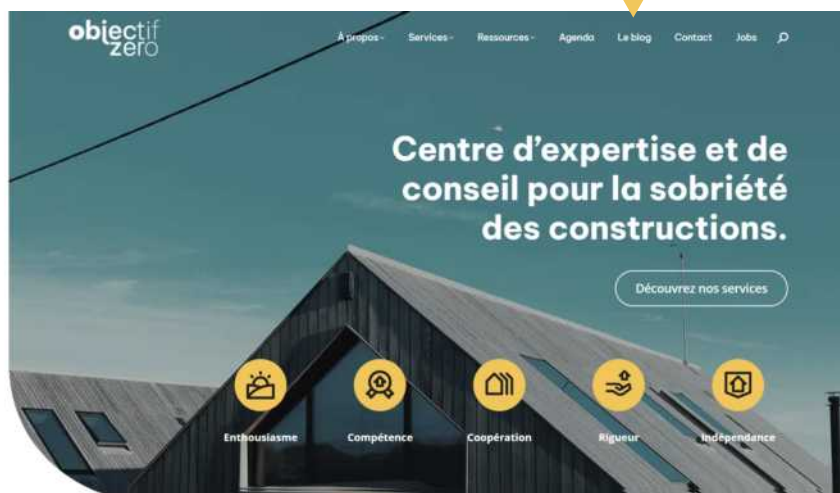 objectif
zero
À propos
Services
Ressources
Agenda
Le blog
Contact
Jobs
Centre d'expertise et de
conseil pour la sobriété
des constructions.
Découvrez nos services
Enthousiasme
Compétence
Coopération
Rigueur
Indépendance